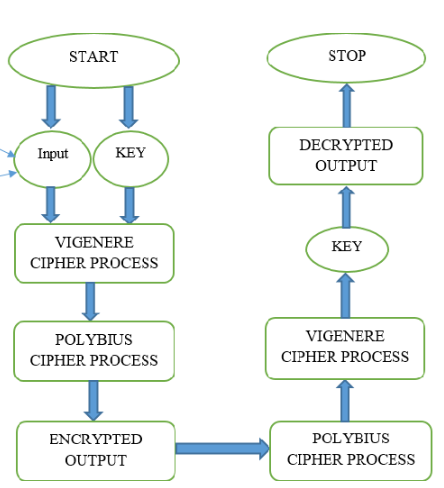 START
Input
KEY
VIGENERE
CIPHER PROCESS
POLYBIUS
CIPHER PROCESS
ENCRYPTED
OUTPUT
POLYBIUS
CIPHER PROCESS
VIGENERE
CIPHER PROCESS
KEY
DECRYPTED
OUTPUT
STOP